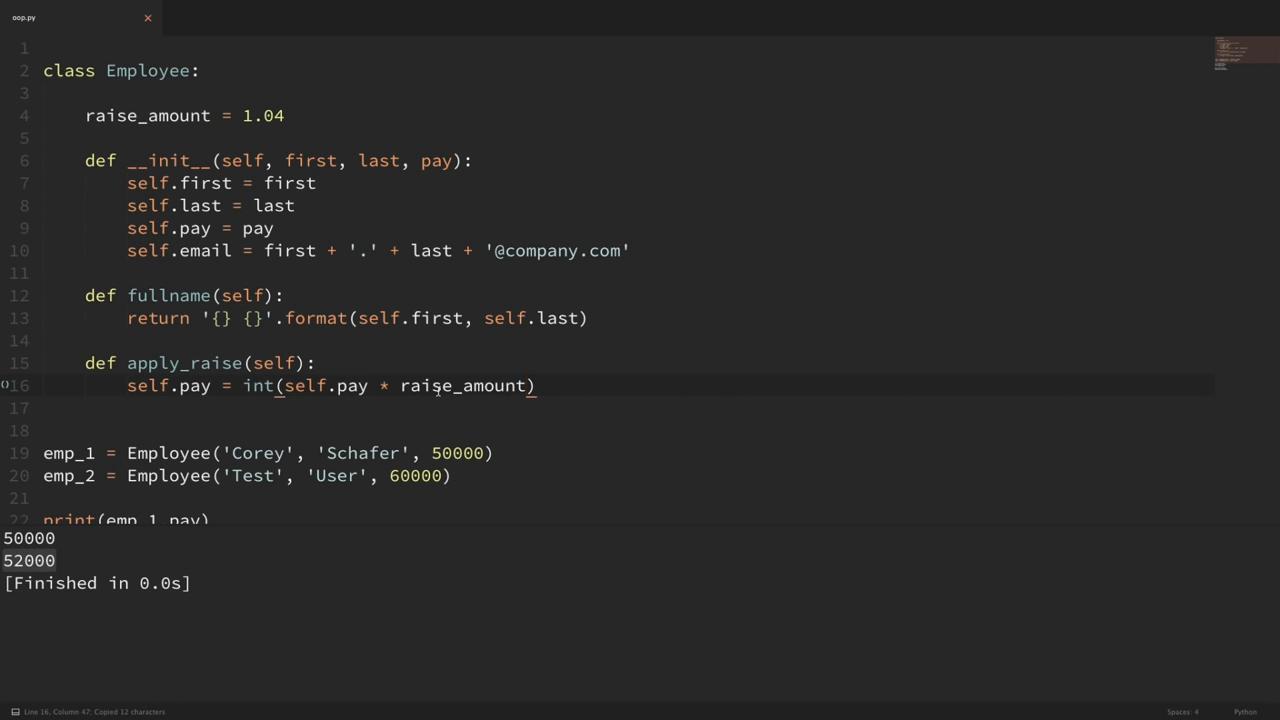 oop.py ×
1
2 class Employee:
3
4     raise_amount = 1.04
5
6     def __init__(self, first, last, pay):
7         self.first = first
8         self.last = last
9         self.pay = pay
10         self.email = first + '.' + last + '@company.com'
11
12     def fullname(self):
13         return '{} {}'.format(self.first, self.last)
14
15     def apply_raise(self):
()16         self.pay = int(self.pay * raise_amount)
17
18
19 emp_1 = Employee('Corey', 'Schafer', 50000)
20 emp_2 = Employee('Test', 'User', 60000)
21
22 print(emp_1.pay)
50000
52000
[Finished in 0.0s]
Line 16, Column 47; Copied 12 characters Spaces: 4 Python